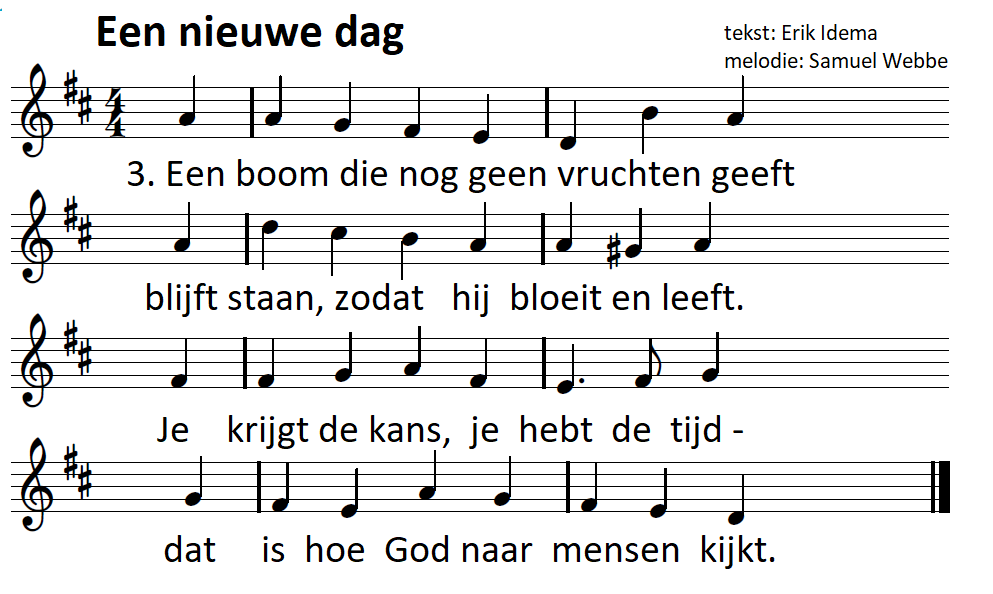 Een nieuwe dag
tekst: Erik Idema
melodie: Samuel Webbe
4
4
3. Een boom die nog geen vruchten geeft
blijft staan, zodat hij bloeit en leeft.
Je krijgt de kans, je hebt de tijd -
dat is hoe God naar mensen kijkt.